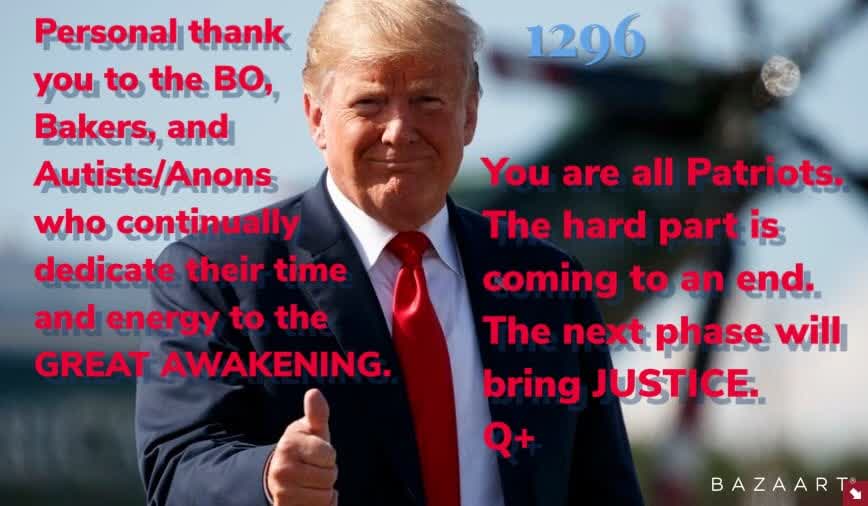 Personal thank
you to the BO,
Bakers, and
Autists/Anons
who continually
dedicate their time
and energy to the
GREAT AWAKENING.
1296
You are all Patriots.
The hard part is
coming to an end.
The next phase will
bring JUSTICE.
Q+
BAZAART®